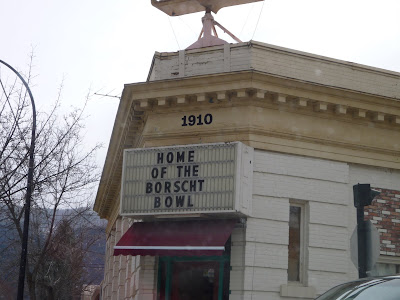 1910
HOME
OF THE
BORSCHT
BOWL